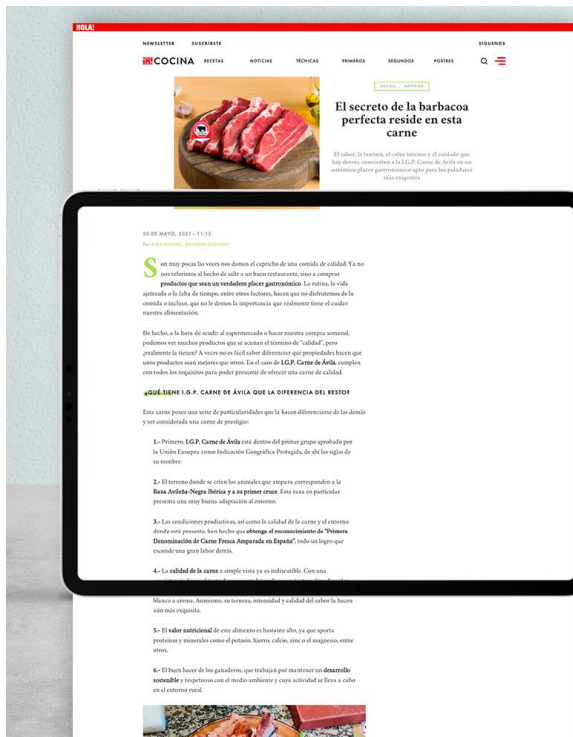 ¡HOLA!
NEWSLETTER SUSCRÍBETE SÍGUENOS
¡H! COCINA RECETAS NOTICIAS TÉCNICAS PRIMEROS SEGUNDOS POSTRES
COCINA / NOTICIAS
El secreto de la barbacoa
perfecta reside en esta
carne
El sabor, la textura, el color intenso y el cuidado que
hay detrás, convierten a la I.G.P. Carne de Ávila en un
auténtico placer gastronómico apto para los paladares
más exigentes
20 DE MAYO, 2021 - 11:15
Por ALBA MONTES, BRANDED CONTENT
Son muy pocas las veces nos damos el capricho de una comida de calidad. Ya no
nos referimos al hecho de salir a un buen restaurante, sino a comprar
productos que sean un verdadero placer gastronómico. La rutina, la vida
ajetreada o la falta de tiempo, entre otros factores, hacen que no disfrutemos de la
comida o incluso, que no le demos la importancia que realmente tiene el cuidar
nuestra alimentación.
De hecho, a la hora de acudir al supermercado o hacer nuestra compra semanal,
podemos ver muchos productos que se acuñan el término de "calidad", pero
¿realmente la tienen? A veces no es fácil saber diferenciar qué propiedades hacen que
unos productos sean mejores que otros. En el caso de I.G.P. Carne de Ávila, cumplen
con todos los requisitos para poder presumir de ofrecer una carne de calidad.
¿QUÉ TIENE I.G.P. CARNE DE ÁVILA QUE LA DIFERENCIA DEL RESTO?
Esta carne posee una serie de particularidades que la hacen diferenciarse de las demás
y ser considerada una carne de prestigio:
1.- Primero, I.G.P. Carne de Ávila está dentro del primer grupo aprobado por
la Unión Europea como Indicación Geográfica Protegida, de ahí las siglas de
su nombre.
2.- El terreno donde se crían los animales que ampara corresponden a la
Raza Avileña-Negra Ibérica y a su primer cruce. Esta raza en particular
presenta una muy buena adaptación al entorno.
3.- Las condiciones productivas, así como la calidad de la carne y el entorno
donde está presente, han hecho que obtenga el reconocimiento de "Primera
Denominación de Carne Fresca Amparada en España", todo un logro que
esconde una gran labor detrás.
4.- La calidad de la carne a simple vista ya es indiscutible. Con una
blanco a crema. Asimismo, su terneza, intensidad y calidad del sabor la hacen
aún más exquisita.
5.- El valor nutricional de este alimento es bastante alto, ya que aporta
proteínas y minerales como el potasio, hierro, calcio, zinc o el magnesio, entre
otros.
6.- El buen hacer de los ganaderos, que trabajan por mantener un desarrollo
sostenible y respetuoso con el medio ambiente y cuya actividad se lleva a cabo
en el entorno rural.